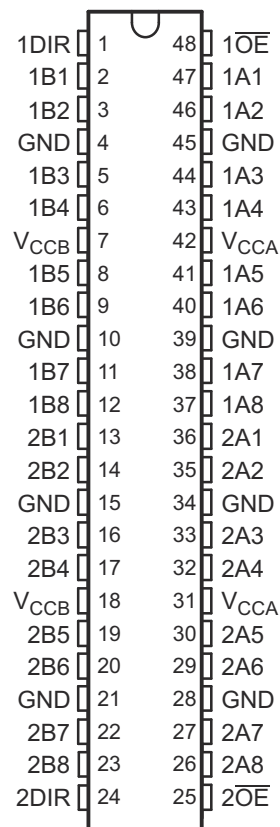 1DIR 1 48 1O̅E̅
1B1 2 47 1A1
1B2 3 46 1A2
GND 4 45 GND
1B3 5 44 1A3
1B4 6 43 1A4
VCCB 7 42 VCCA
1B5 8 41 1A5
1B6 9 40 1A6
GND 10 39 GND
1B7 11 38 1A7
1B8 12 37 1A8
2B1 13 36 2A1
2B2 14 35 2A2
GND 15 34 GND
2B3 16 33 2A3
2B4 17 32 2A4
VCCB 18 31 VCCA
2B5 19 30 2A5
2B6 20 29 2A6
GND 21 28 GND
2B7 22 27 2A7
2B8 23 26 2A8
2DIR 24 25 2O̅E̅